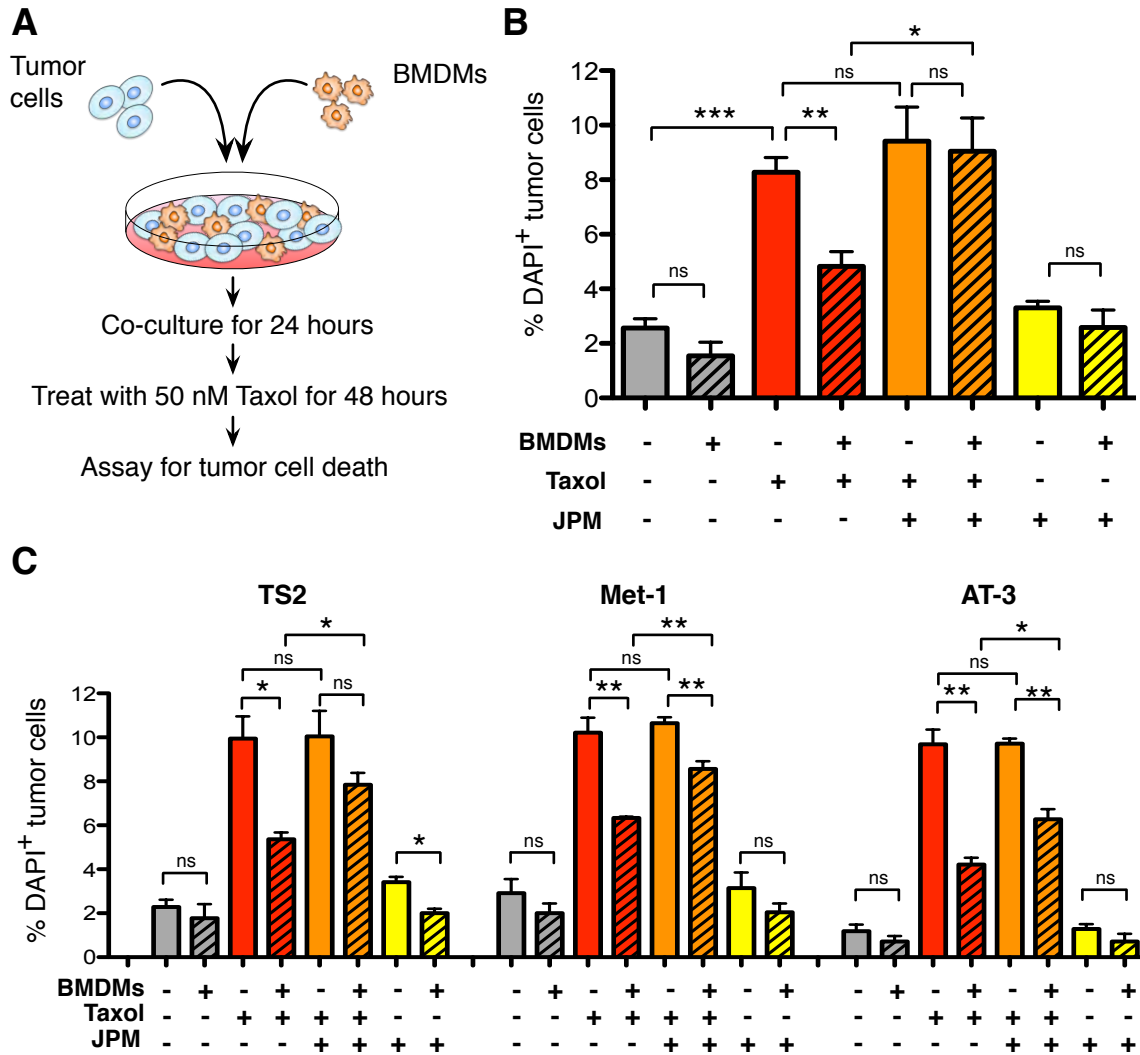 A
Tumor
cells
BMDMs
Co-culture for 24 hours
Treat with 50 nM Taxol for 48 hours
Assay for tumor cell death
B
*
ns
ns
***
**
ns
ns
% DAPI+ tumor cells
12
10
8
6
4
2
0
BMDMs - + - + - + - +
Taxol - - + + + + - -
JPM - - - - + + + +
C
TS2
Met-1
AT-3
* ** *
ns ns ns
* ns ** ** ** **
ns * ns ns ns ns
% DAPI+ tumor cells
12
10
8
6
4
2
0
BMDMs - + - + - + - + - + - + - + - + - + - + - + - +
Taxol - - + + + + - - - - + + + + - - - - + + + + - -
JPM - - - - + + + + - - - - + + + + - - - - + + + +